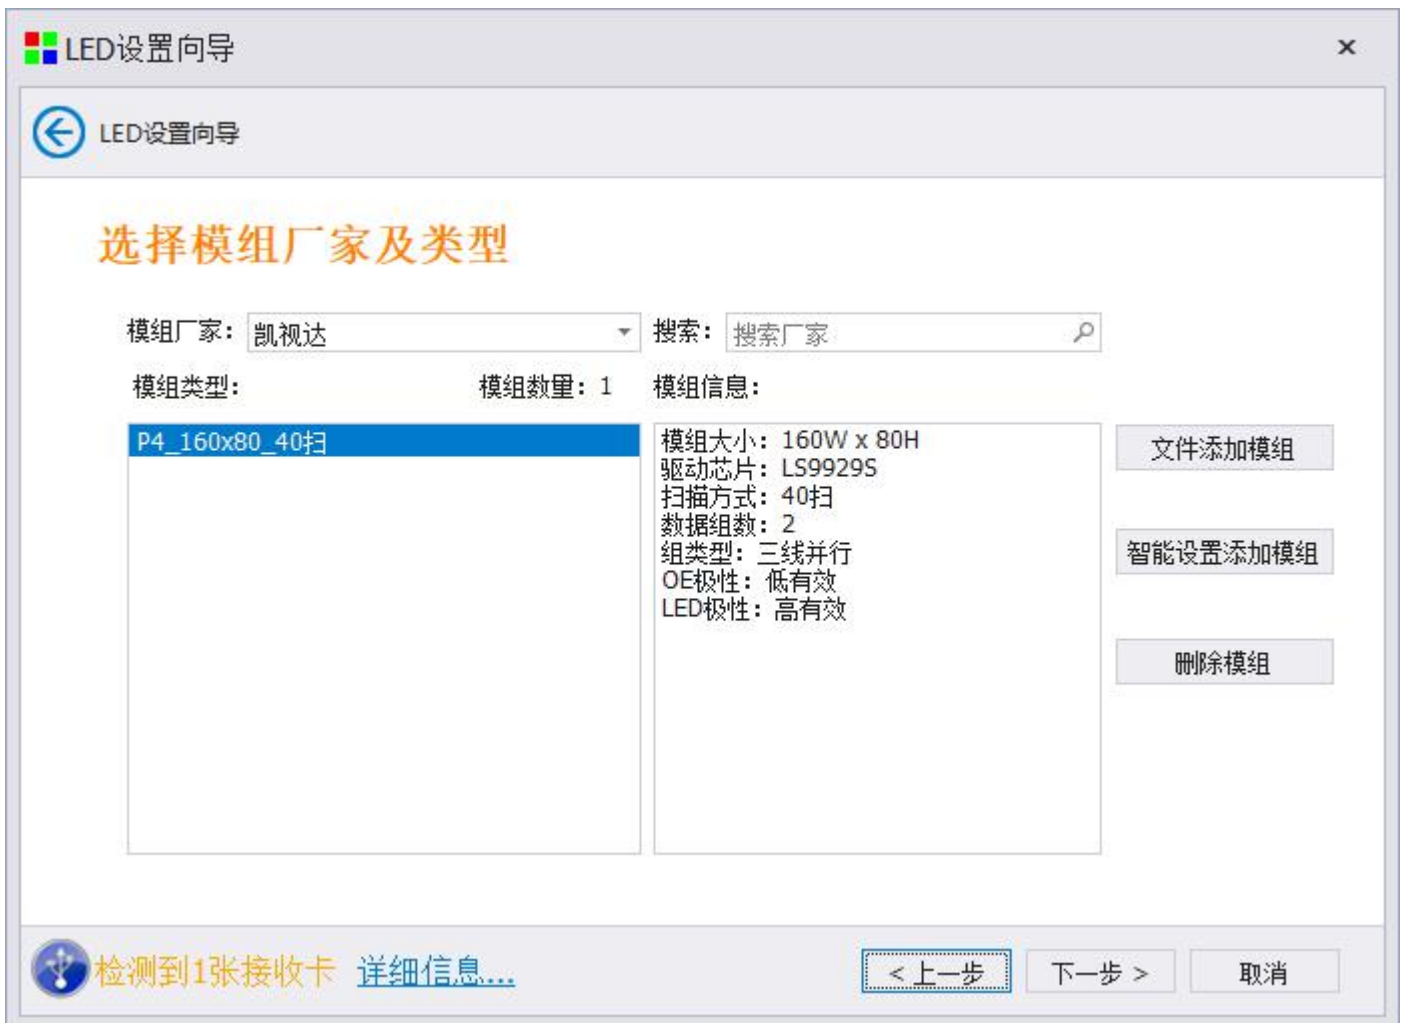 LED设置向导
LED设置向导
选择模组厂家及类型
模组厂家: 凯视达 搜索: 搜索厂家
模组类型: 模组数量: 1 模组信息:
P4_160x80_40扫
模组大小: 160W x 80H
驱动芯片: LS9929S
扫描方式: 40扫
数据组数: 2
组类型: 三线并行
OE极性: 低有效
LED极性: 高有效
文件添加模组
智能设置添加模组
删除模组
检测到1张接收卡 详细信息...
<上一步 下一步 > 取消